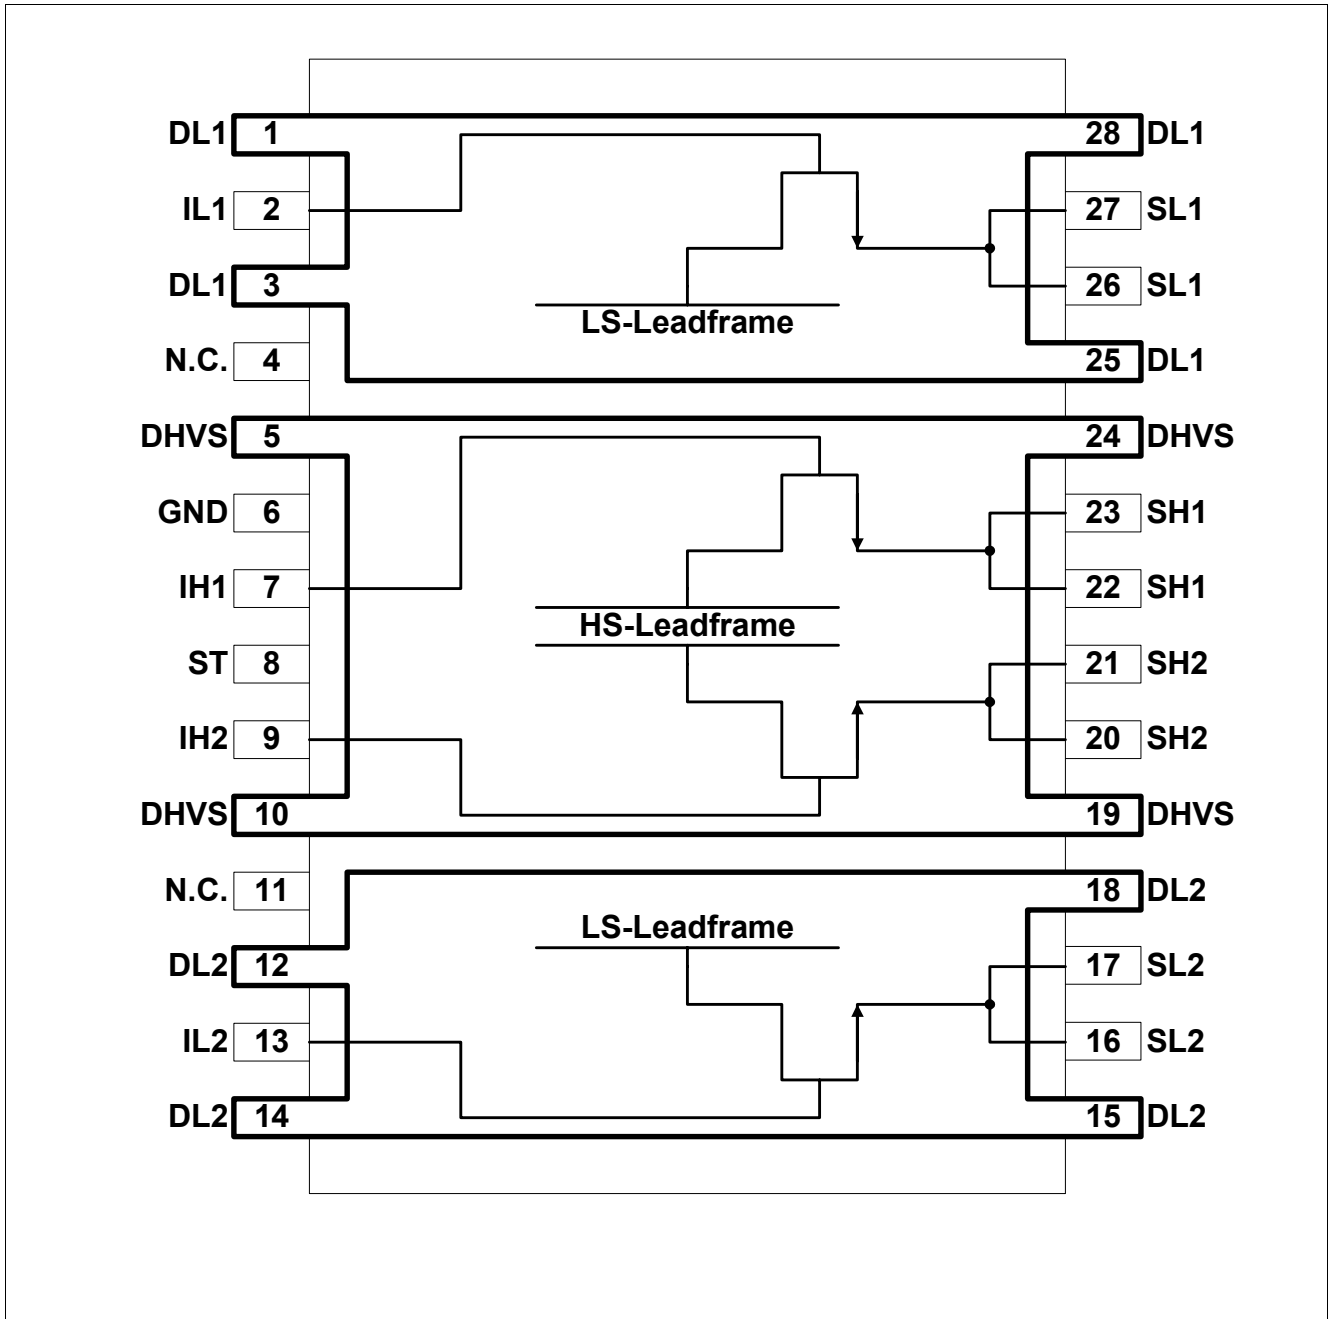 DL1 1 28 DL1
IL1 2 27 SL1
DL1 3 26 SL1
LS-Leadframe
N.C. 4 25 DL1
DHVS 5 24 DHVS
GND 6 23 SH1
IH1 7 22 SH1
HS-Leadframe
ST 8 21 SH2
IH2 9 20 SH2
DHVS 10 19 DHVS
N.C. 11 18 DL2
LS-Leadframe
DL2 12 17 SL2
IL2 13 16 SL2
DL2 14 15 DL2